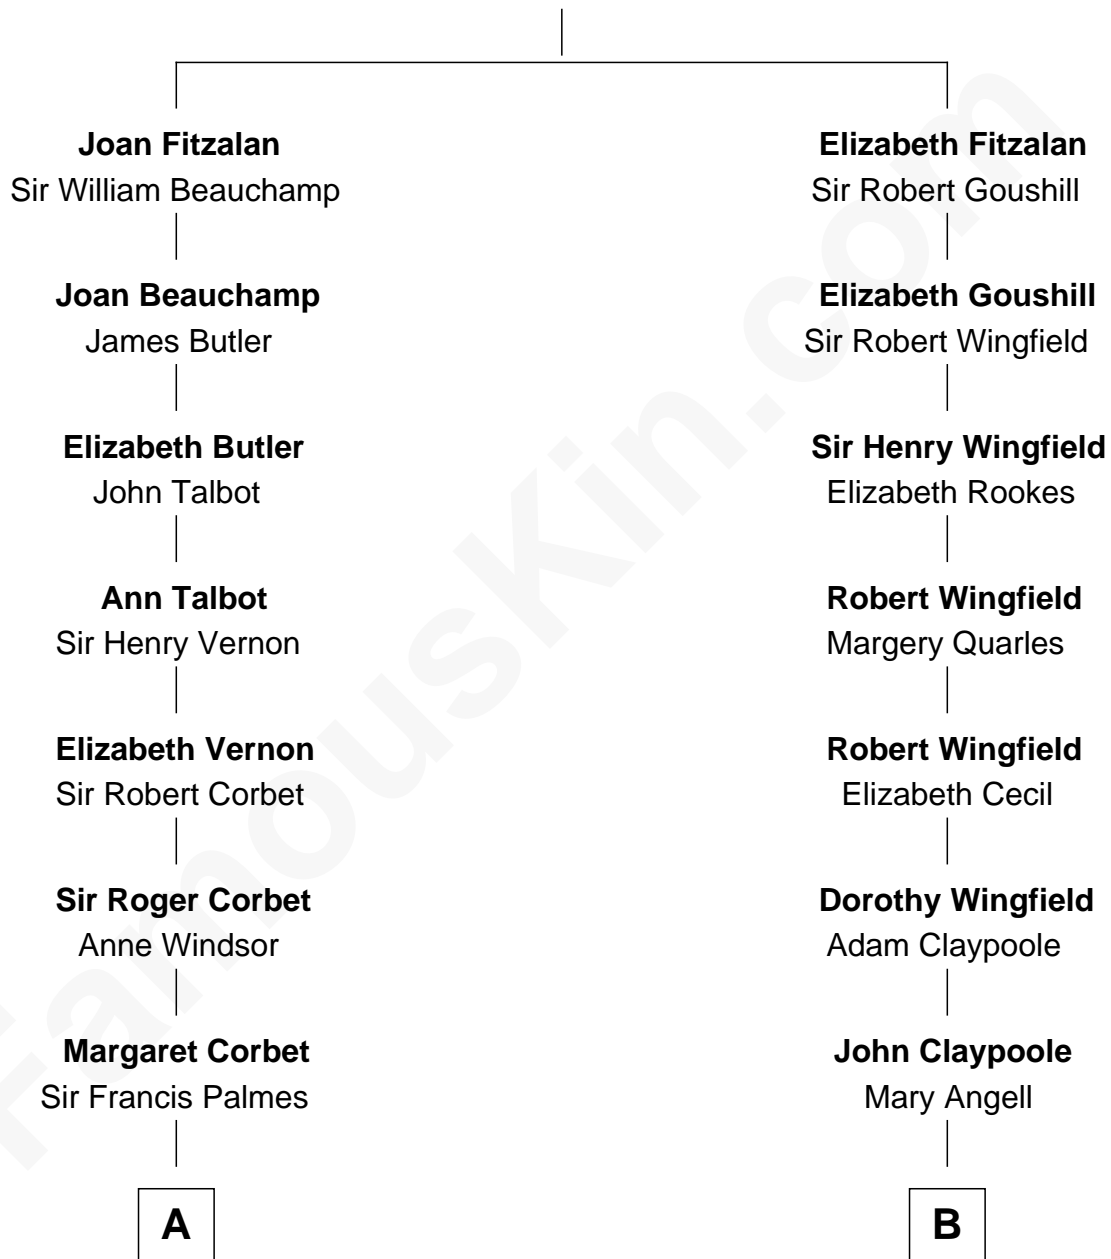 Joan Fitzalan
Sir William Beauchamp
Joan Beauchamp
James Butler
Elizabeth Butler
John Talbot
Ann Talbot
Sir Henry Vernon
Elizabeth Vernon
Sir Robert Corbet
Sir Roger Corbet
Anne Windsor
Margaret Corbet
Sir Francis Palmes
A
Elizabeth Fitzalan
Sir Robert Goushill
Elizabeth Goushill
Sir Robert Wingfield
Sir Henry Wingfield
Elizabeth Rookes
Robert Wingfield
Margery Quarles
Robert Wingfield
Elizabeth Cecil
Dorothy Wingfield
Adam Claypoole
John Claypoole
Mary Angell
B
FamousKin.com